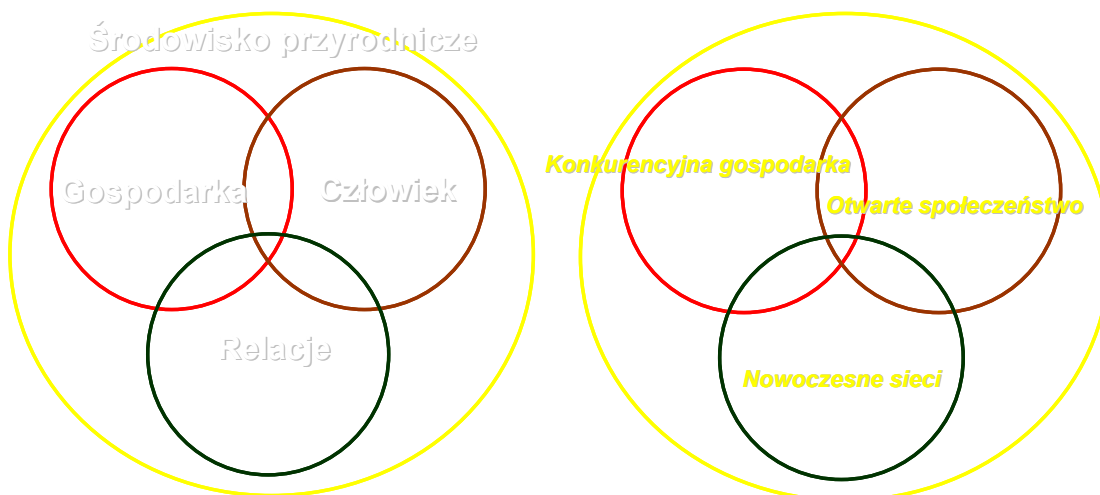 Środowisko przyrodnicze
Gospodarka
Człowiek
Relacje
Konkurencyjna gospodarka
Otwarte społeczeństwo
Nowoczesne sieci